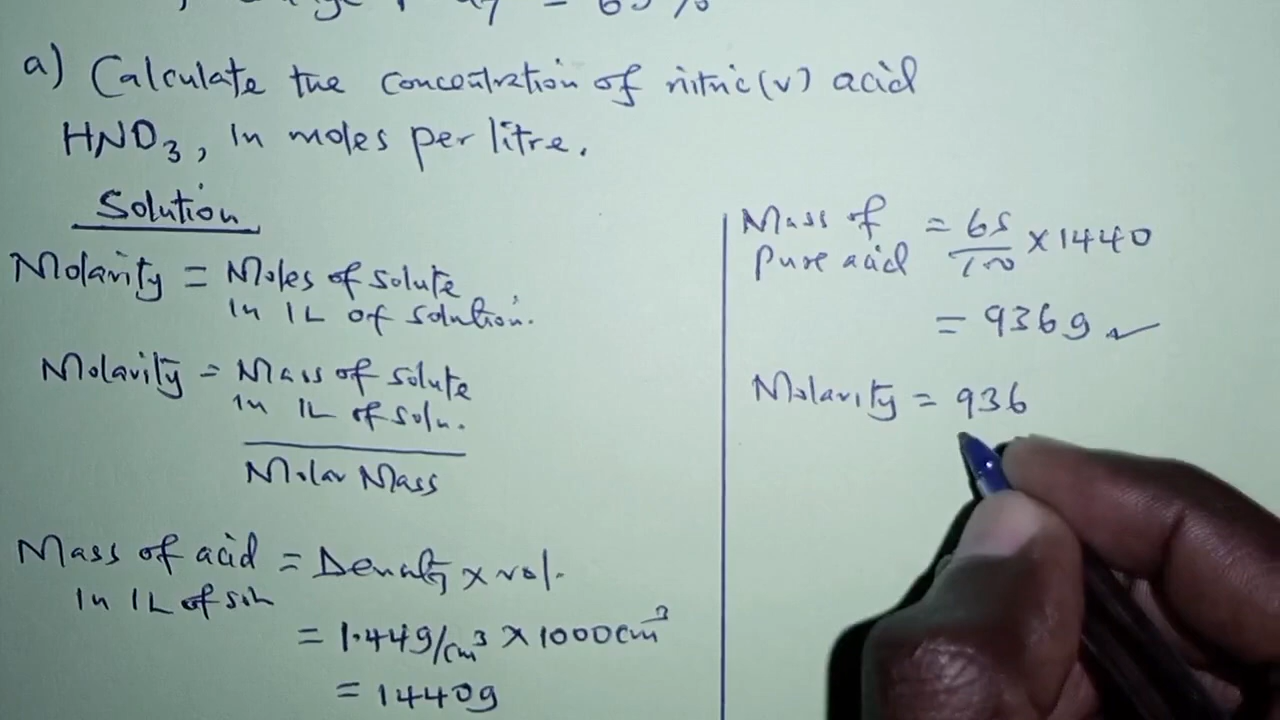 = 65%
a) Calculate the concentration of nitric(v) acid
HNO3, in moles per litre.
Solution
Molarity = Moles of solute
in 1L of solution.
Molarity = Mass of solute
in 1L of soln.
Molar Mass
Mass of acid = Density x vol.
in 1L of soln
= 1.44g/cm³ x 1000cm³
= 1440g
Mass of pure acid = 65/100 x 1440
= 936g ✓
Molarity = 936